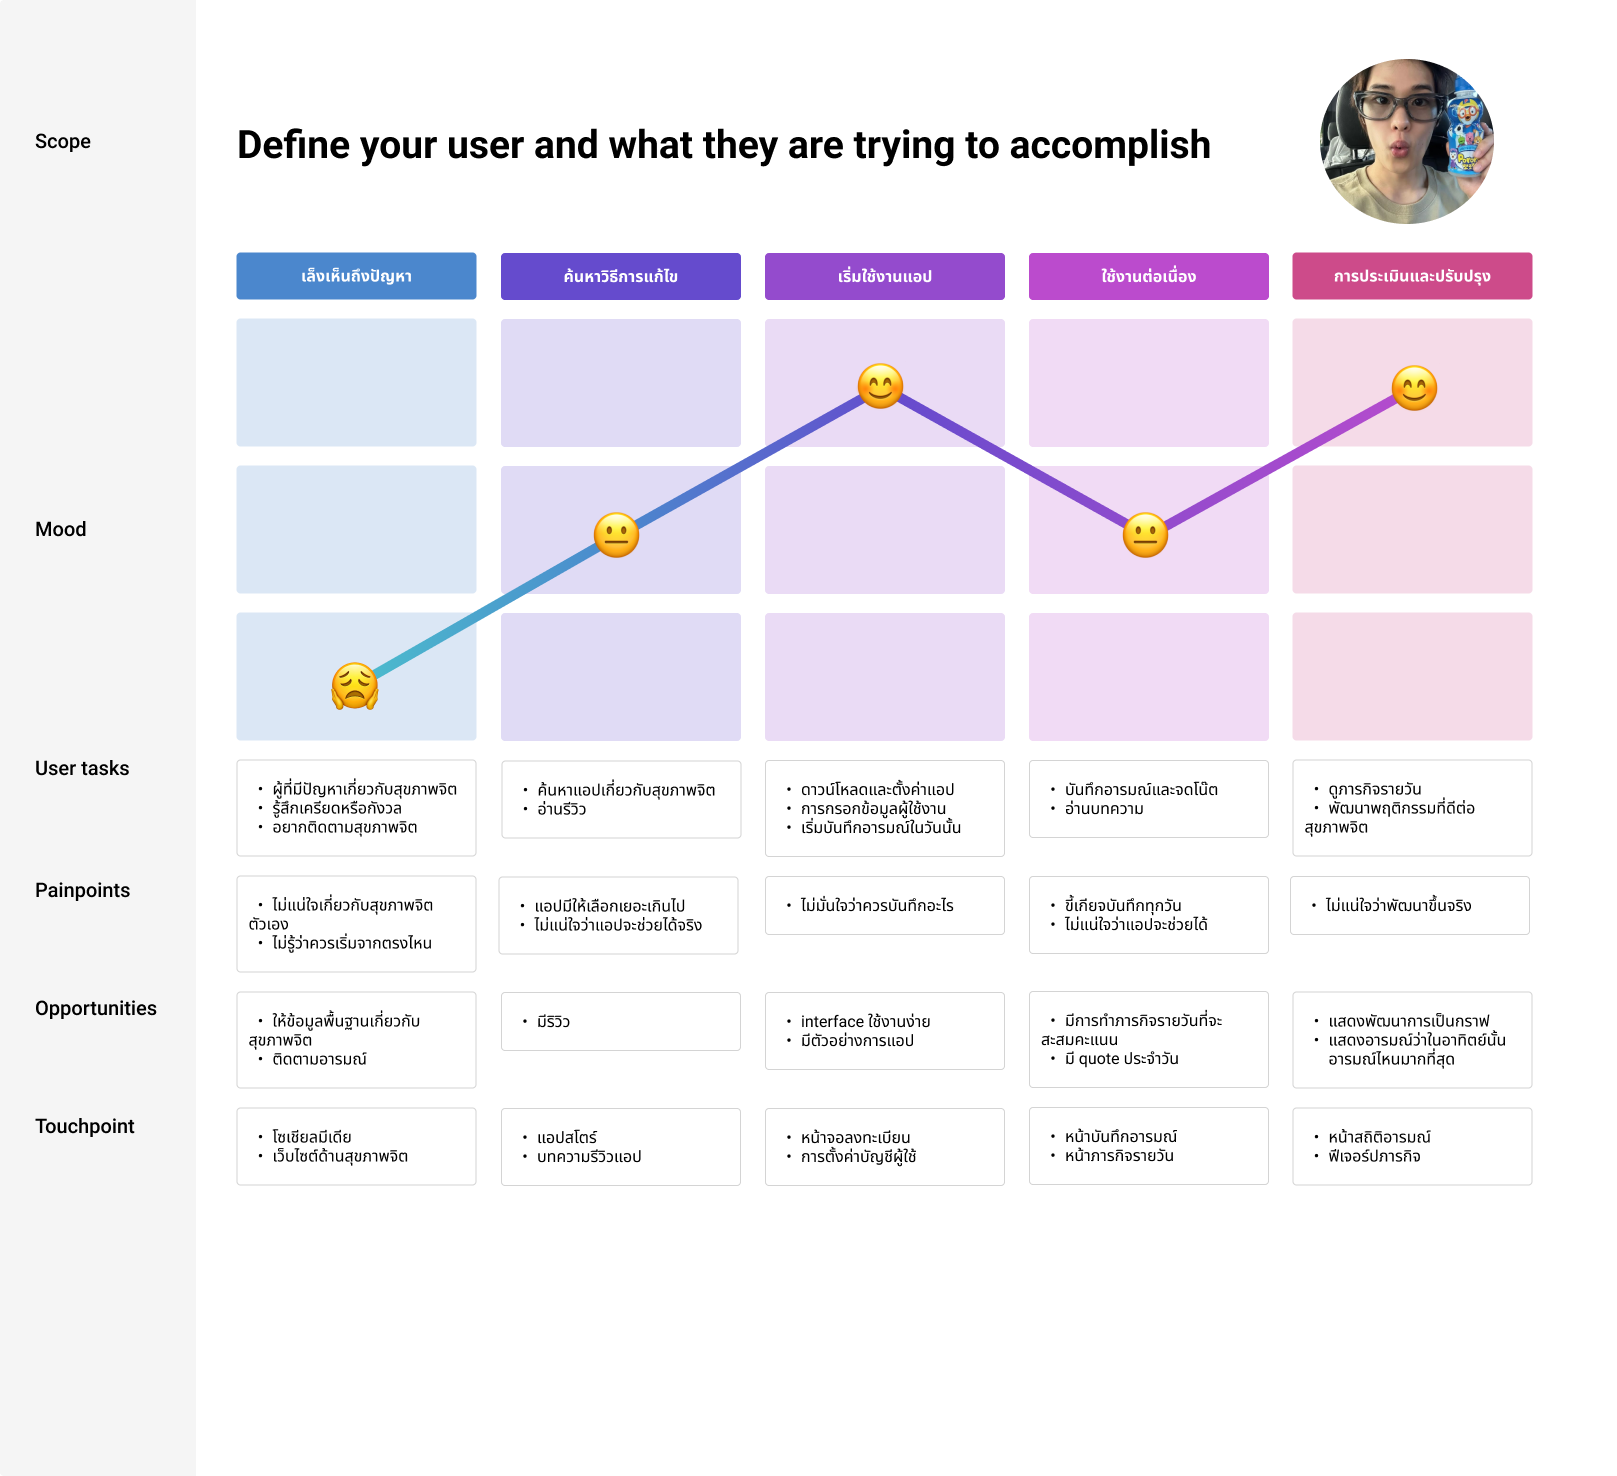 Scope
Define your user and what they are trying to accomplish
เล็งเห็นถึงปัญหา
ค้นหาวิธีการแก้ไข
เริ่มใช้งานแอป
ใช้งานต่อเนื่อง
การประเมินและปรับปรุง
Mood
User tasks
• ผู้ที่มีปัญหาเกี่ยวกับสุขภาพจิต
• รู้สึกเครียดหรือกังวล
• อยากติดตามสุขภาพจิต
• ค้นหาแอปเกี่ยวกับสุขภาพจิต
• อ่านรีวิว
• ดาวน์โหลดและตั้งค่าแอป
• การกรอกข้อมูลผู้ใช้งาน
• เริ่มบันทึกอารมณ์ในวันนั้น
• บันทึกอารมณ์และจดโน๊ต
• อ่านบทความ
• ดูภารกิจรายวัน
• พัฒนาพฤติกรรมที่ดีต่อ
สุขภาพจิต
Painpoints
• ไม่แน่ใจเกี่ยวกับสุขภาพจิต
ตัวเอง
• ไม่รู้ว่าควรเริ่มจากตรงไหน
• แอปมีให้เลือกเยอะเกินไป
• ไม่แน่ใจว่าแอปจะช่วยได้จริง
• ไม่มั่นใจว่าควรบันทึกอะไร
• ขี้เกียจบันทึกทุกวัน
• ไม่แน่ใจว่าแอปจะช่วยได้
• ไม่แน่ใจว่าพัฒนาขึ้นจริง
Opportunities
• ให้ข้อมูลพื้นฐานเกี่ยวกับ
สุขภาพจิต
• ติดตามอารมณ์
• มีริวิว
• interface ใช้งานง่าย
• มีตัวอย่างการแอป
• มีการทำภารกิจรายวันที่จะ
สะสมคะแนน
• มี quote ประจำวัน
• แสดงพัฒนาการเป็นกราฟ
• แสดงอารมณ์ว่าในอาทิตย์นั้น
อารมณ์ไหนมากที่สุด
Touchpoint
• โซเชียลมีเดีย
• เว็บไซต์ด้านสุขภาพจิต
• แอปสโตร์
• บทความรีวิวแอป
• หน้าจอลงทะเบียน
• การตั้งค่าบัญชีผู้ใช้
• หน้าบันทึกอารมณ์
• หน้าภารกิจรายวัน
• หน้าสถิติอารมณ์
• ฟีเจอร์ปภารกิจ